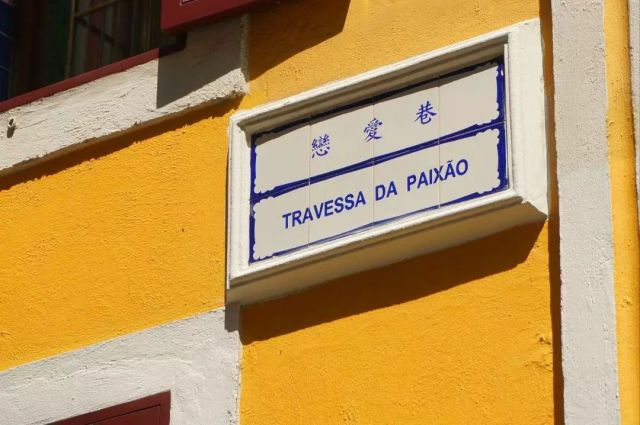 戀愛巷
TRAVESSA DA PAIXÃO